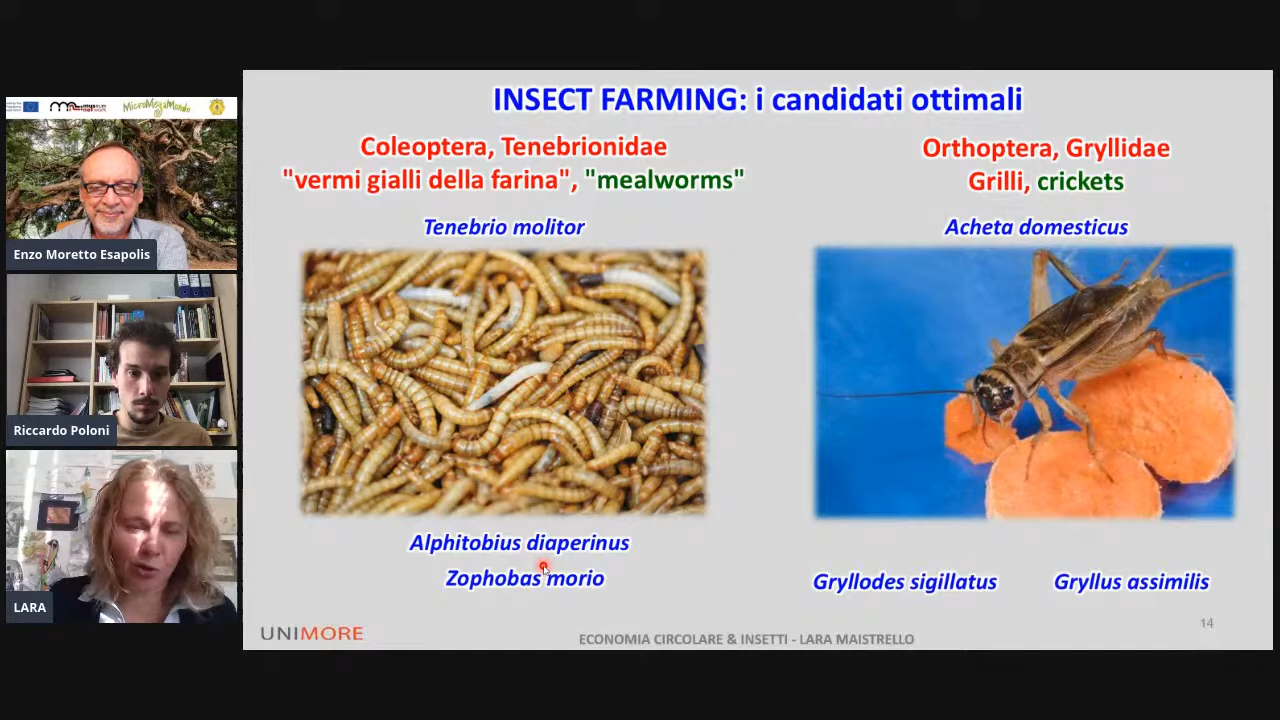 MicroMegaMondo
Enzo Moretto Esapolis
Riccardo Poloni
LARA
INSECT FARMING: i candidati ottimali
Coleoptera, Tenebrionidae
"vermi gialli della farina", "mealworms"
Tenebrio molitor
Alphitobius diaperinus
Zophobas morio
Orthoptera, Gryllidae
Grilli, crickets
Acheta domesticus
Gryllodes sigillatus
Gryllus assimilis
14
UNIMORE
ECONOMIA CIRCOLARE & INSETTI - LARA MAISTRELLO